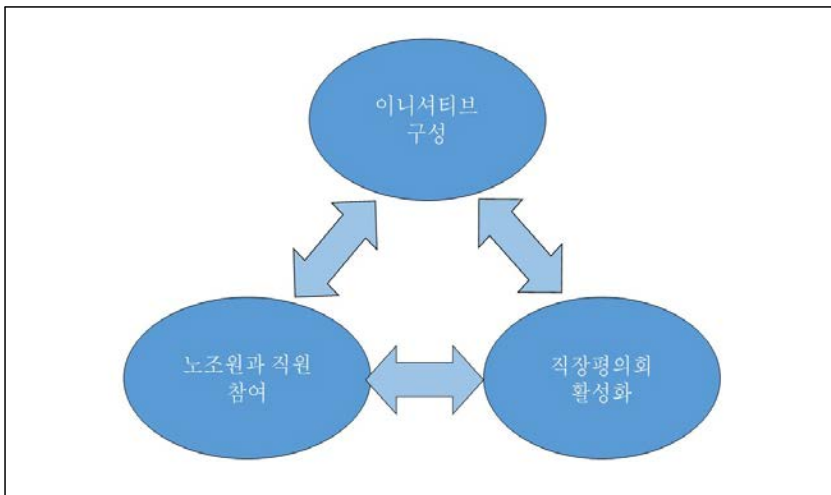 이니셔티브
구성
노조원과 직원
참여
직장평의회
활성화